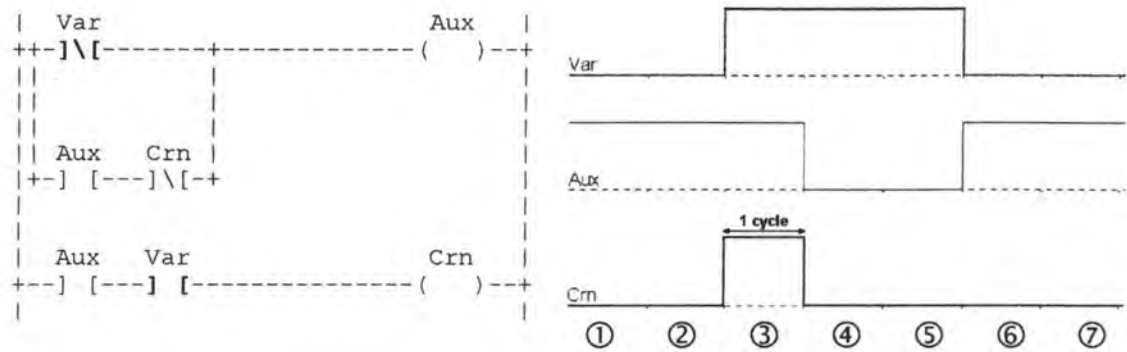 |   Var                      Aux       |
++-]\[-------+--------------(   )--+
||           |                         |
||           |                         |
|| Aux   Crn |                         |
|+-] [---]\[-+                         |
|                                      |
|  Aux   Var                 Crn       |
+--] [---] [----------------(   )--+
|                                      |
Var
Aux
1 cycle
Crn
① ② ③ ④ ⑤ ⑥ ⑦